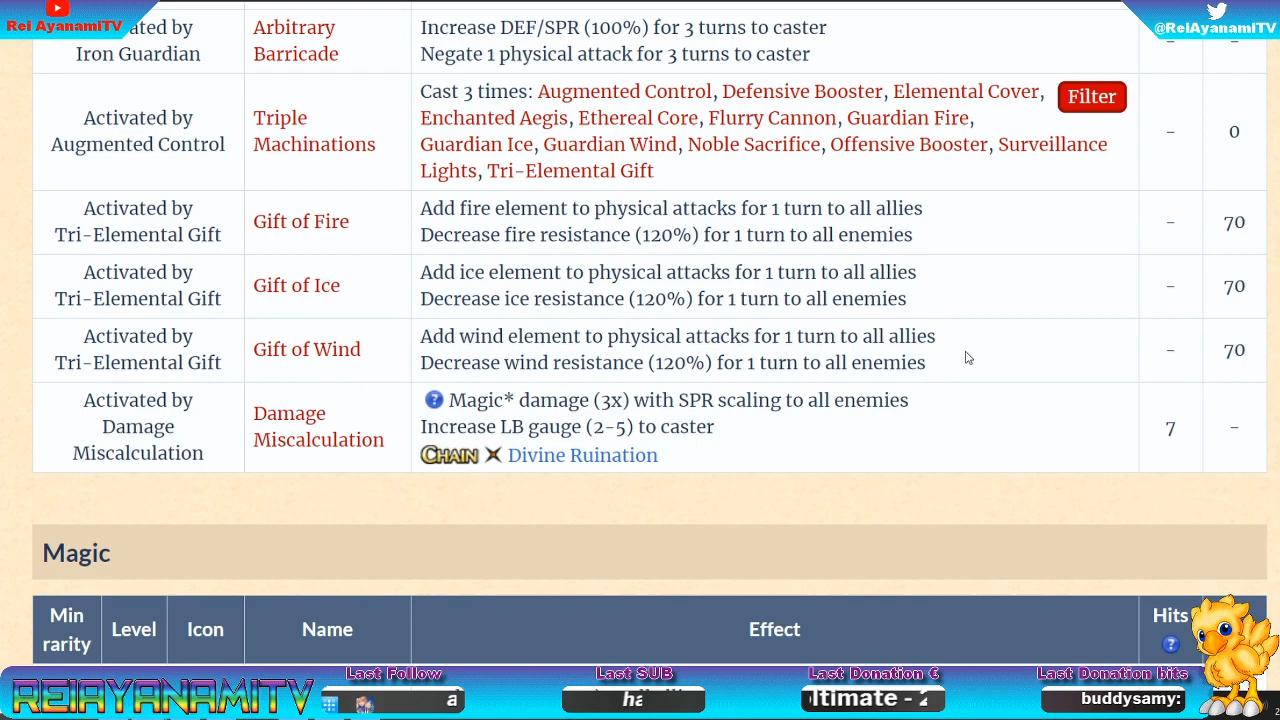 Rei AyanamiTV
@ReiAyanamiTV
ated by
Iron Guardian
Arbitrary
Barricade
Increase DEF/SPR (100%) for 3 turns to caster
Negate 1 physical attack for 3 turns to caster
-
-
Activated by
Augmented Control
Triple
Machinations
Cast 3 times: Augmented Control, Defensive Booster, Elemental Cover,
Enchanted Aegis, Ethereal Core, Flurry Cannon, Guardian Fire,
Guardian Ice, Guardian Wind, Noble Sacrifice, Offensive Booster, Surveillance
Lights, Tri-Elemental Gift
Filter
-
0
Activated by
Tri-Elemental Gift
Gift of Fire
Add fire element to physical attacks for 1 turn to all allies
Decrease fire resistance (120%) for 1 turn to all enemies
-
70
Activated by
Tri-Elemental Gift
Gift of Ice
Add ice element to physical attacks for 1 turn to all allies
Decrease ice resistance (120%) for 1 turn to all enemies
-
70
Activated by
Tri-Elemental Gift
Gift of Wind
Add wind element to physical attacks for 1 turn to all allies
Decrease wind resistance (120%) for 1 turn to all enemies
-
70
Activated by
Damage
Miscalculation
Damage
Miscalculation
? Magic* damage (3x) with SPR scaling to all enemies
Increase LB gauge (2-5) to caster
CHAIN Divine Ruination
7
-
Magic
Min
rarity
Level
Icon
Name
Effect
Hits
?
REIAYANAMITV
Last Follow
a
Last SUB
ha
Last Donation €
ltimate - 2
Last Donation bits
buddysamy: